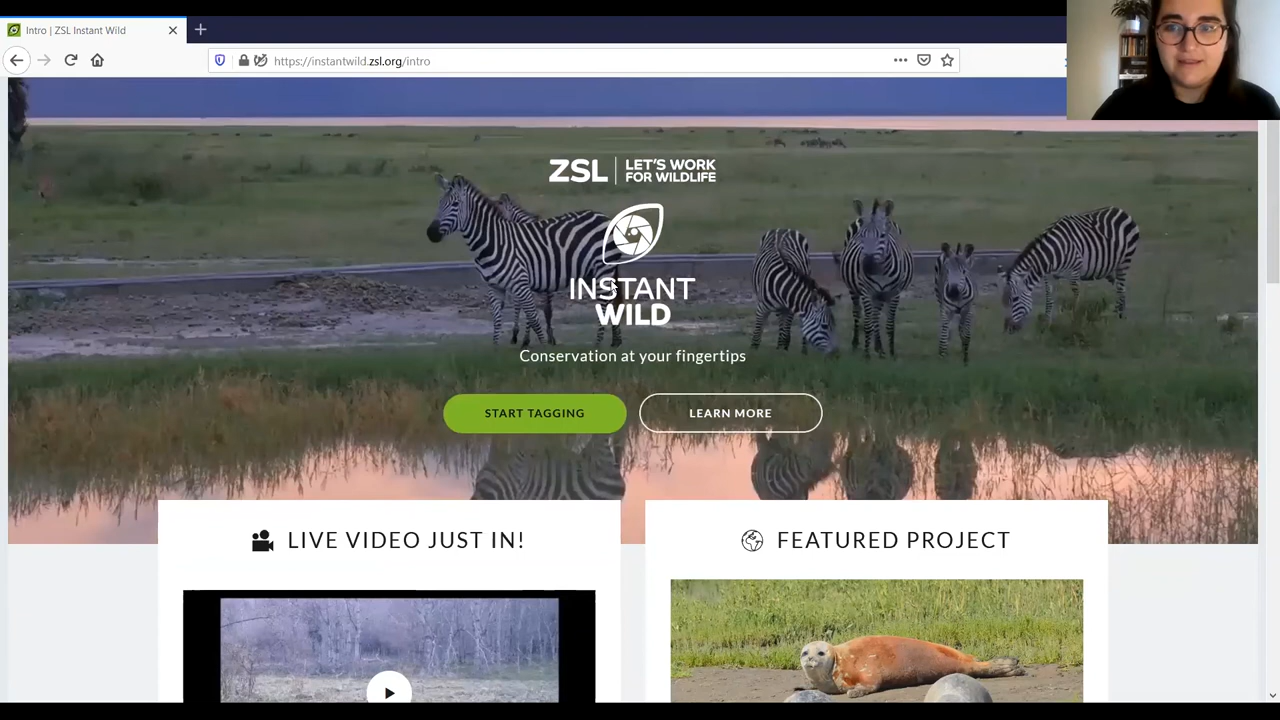 Intro | ZSL Instant Wild
https://instantwild.zsl.org/intro
ZSL | LET'S WORK
FOR WILDLIFE
INSTANT
WILD
Conservation at your fingertips
START TAGGING
LEARN MORE
LIVE VIDEO JUST IN!
FEATURED PROJECT